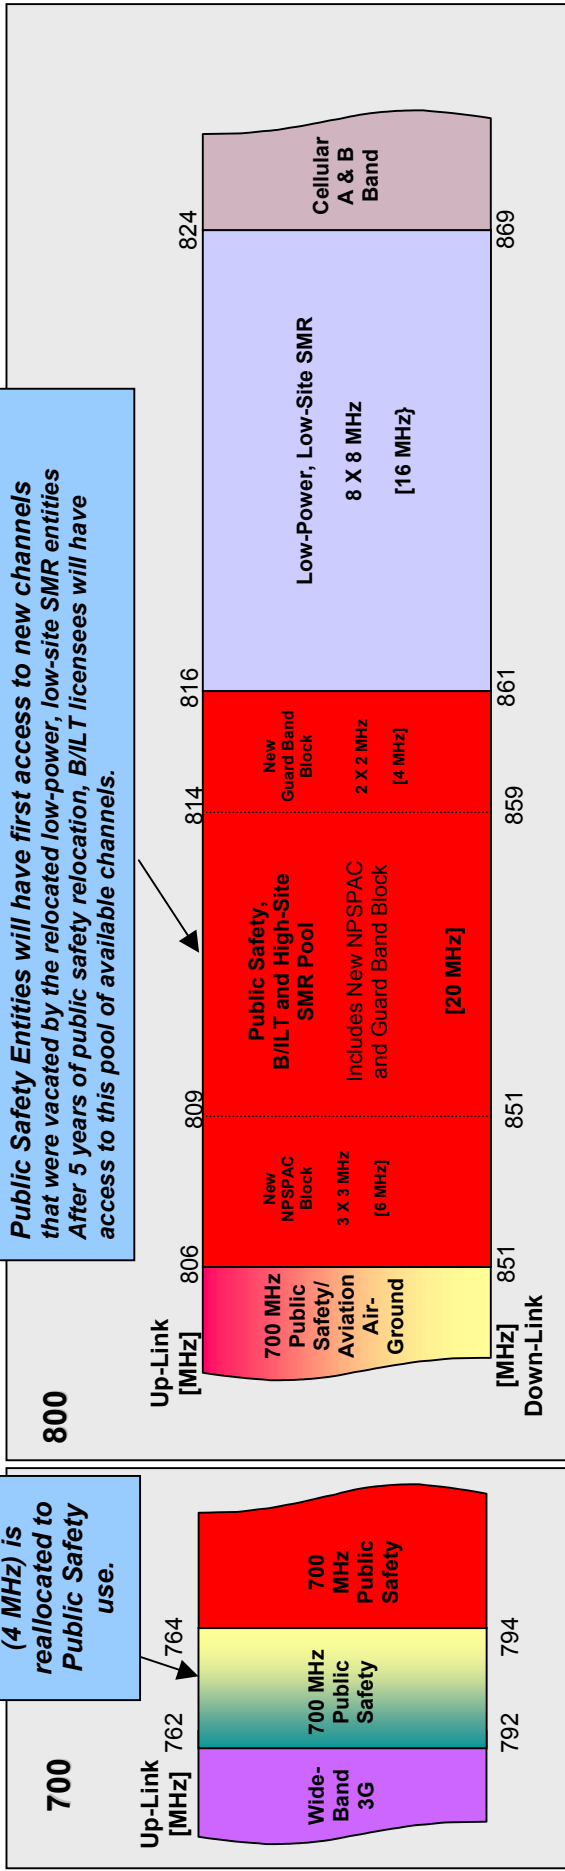 700
(4 MHz) is
reallocated to
Public Safety
use.
Up-Link
[MHz]
762
764
Wide-
Band
3G
700 MHz
Public
Safety
700
MHz
Public
Safety
792
794
800
Public Safety Entities will have first access to new channels
that were vacated by the relocated low-power, low-site SMR entities
After 5 years of public safety relocation, B/ILT licensees will have
access to this pool of available channels.
Up-Link
[MHz]
806
809
814
816
824
700 MHz
Public
Safety/
Aviation
Air-
Ground
New
NPSPAC
Block
3 X 3 MHz
[6 MHz]
Public Safety,
B/ILT and High-Site
SMR Pool
Includes New NPSPAC
and Guard Band Block
[20 MHz]
New
Guard Band
Block
2 X 2 MHz
[4 MHz]
Low-Power, Low-Site SMR
8 X 8 MHz
[16 MHz}
Cellular
A & B
Band
[MHz]
Down-Link
851
851
859
861
869